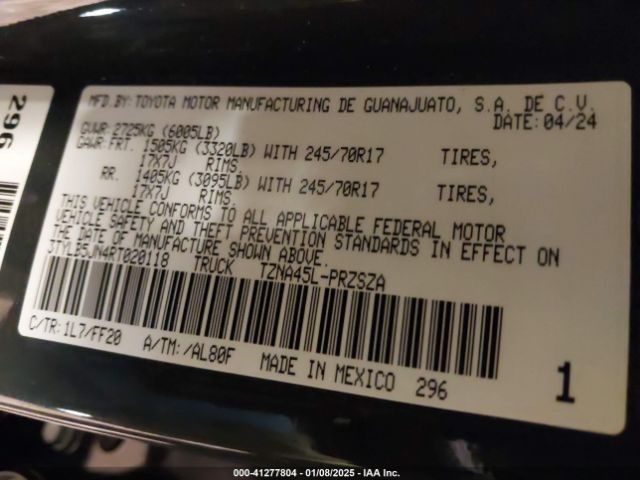 MFD.BY:TOYOTA MOTOR MANUFACTURING DE GUANAJUATO, S.A. DE C.V.
DATE: 04/24
GVWR: 2725KG (6005LB)
GAWR: FRT. 1505KG (3320LB) WITH 245/70R17 TIRES,
17X7J RIMS.
RR. 1405KG (3095LB) WITH 245/70R17 TIRES,
17X7J RIMS.
THIS VEHICLE CONFORMS TO ALL APPLICABLE FEDERAL MOTOR
VEHICLE SAFETY AND THEFT PREVENTION STANDARDS IN EFFECT ON
THE DATE OF MANUFACTURE SHOWN ABOVE.
3TYLB5JN4RT020118 TRUCK TZNA45L-PRZSZA
C/TR: 1L7/FF20 A/TM: /AL80F MADE IN MEXICO 296
1
296
000-41277804 | 01/08/2025 | IAA Inc.